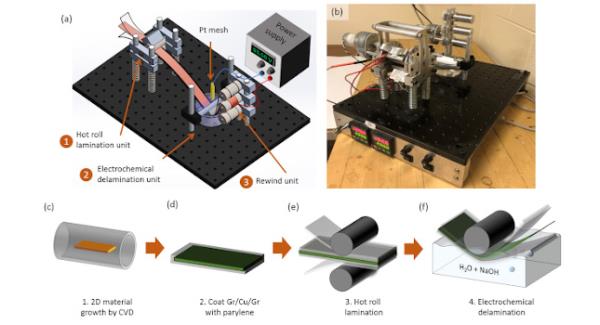 (a)
Pt mesh
Power
supply
1 Hot roll
lamination unit
2 Electrochemical
delamination unit
3 Rewind unit
(b)
(c)
(d)
(e)
(f)
H₂O + NaOH
1. 2D material
growth by CVD
2. Coat Gr/Cu/Gr
with parylene
3. Hot roll
lamination
4. Electrochemical
delamination